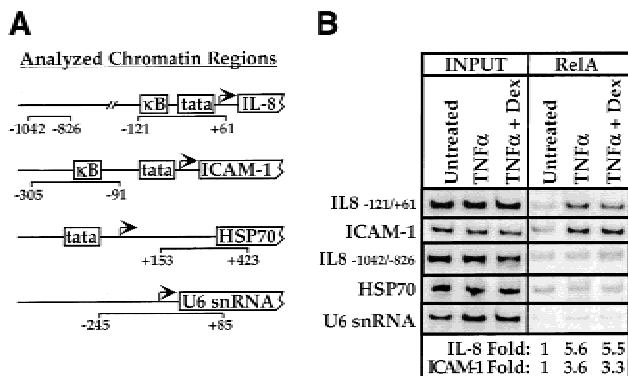 A
Analyzed Chromatin Regions
κB
tata
IL-8
-1042
-826
-121
+61
κB
tata
ICAM-1
-305
-91
tata
HSP70
+153
+423
U6 snRNA
-245
+85
B
INPUT
RelA
Untreated
TNFα
TNFα + Dex
Untreated
TNFα
TNFα + Dex
IL8 -121/+61
ICAM-1
IL8 -1042/-826
HSP70
U6 snRNA
IL-8 Fold: 1 5.6 5.5
ICAM-1 Fold: 1 3.6 3.3